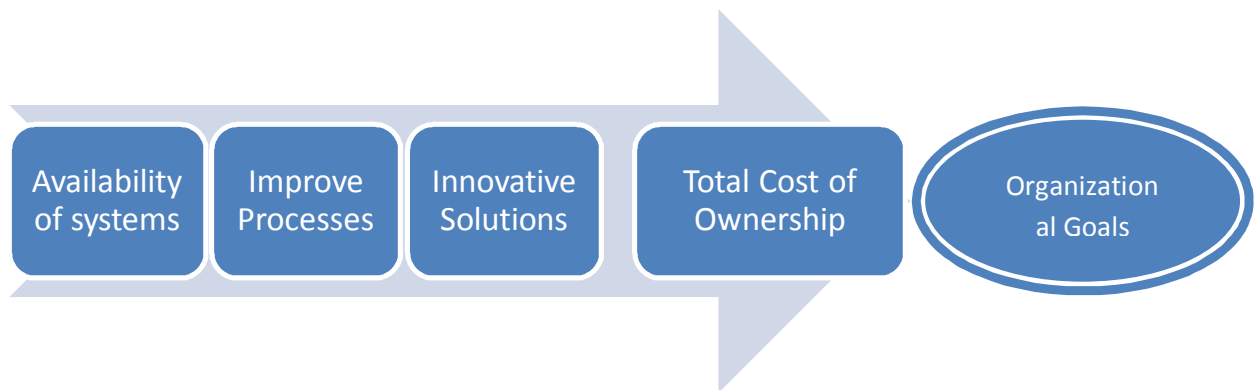 Availability
of systems
Improve
Processes
Innovative
Solutions
Total Cost of
Ownership
Organization
al Goals